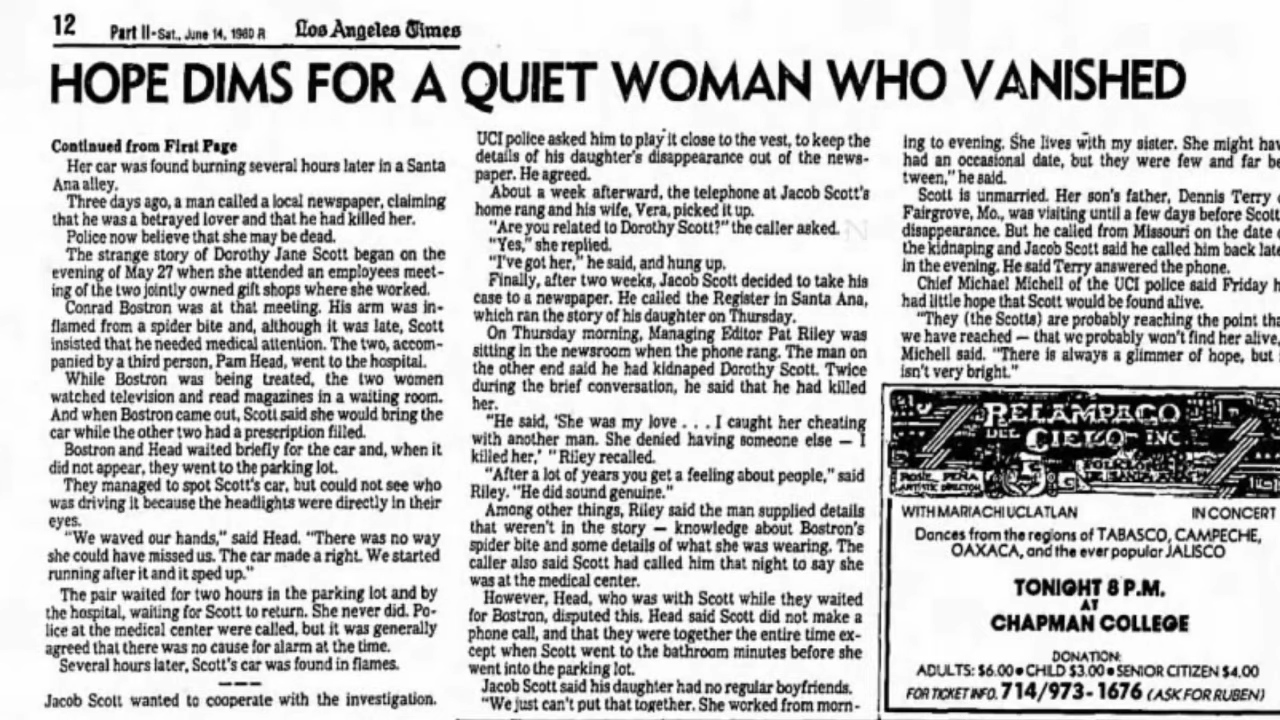 12 Part II-Sat., June 14, 1980 R Los Angeles Times
HOPE DIMS FOR A QUIET WOMAN WHO VANISHED
Continued from First Page
Her car was found burning several hours later in a Santa
Ana alley.
Three days ago, a man called a local newspaper, claiming
that he was a betrayed lover and that he had killed her.
Police now believe that she may be dead.
The strange story of Dorothy Jane Scott began on the
evening of May 27 when she attended an employees meet-
ing of the two jointly owned gift shops where she worked.
Conrad Bostron was at that meeting. His arm was in-
flamed from a spider bite and, although it was late, Scott
insisted that he needed medical attention. The two, accom-
panied by a third person, Pam Head, went to the hospital.
While Bostron was being treated, the two women
watched television and read magazines in a waiting room.
And when Bostron came out, Scott said she would bring the
car while the other two had a prescription filled.
Bostron and Head waited briefly for the car and, when it
did not appear, they went to the parking lot.
They managed to spot Scott's car, but could not see who
was driving it because the headlights were directly in their
eyes.
"We waved our hands," said Head. "There was no way
she could have missed us. The car made a right. We started
running after it and it sped up."
The pair waited for two hours in the parking lot and by
the hospital, waiting for Scott to return. She never did. Po-
lice at the medical center were called, but it was generally
agreed that there was no cause for alarm at the time.
Several hours later, Scott's car was found in flames.
Jacob Scott wanted to cooperate with the investigation.
UCI police asked him to play it close to the vest, to keep the
details of his daughter's disappearance out of the news-
paper. He agreed.
About a week afterward, the telephone at Jacob Scott's
home rang and his wife, Vera, picked it up.
"Are you related to Dorothy Scott?" the caller asked.
"Yes," she replied.
"I've got her," he said, and hung up.
Finally, after two weeks, Jacob Scott decided to take his
case to a newspaper. He called the Register in Santa Ana,
which ran the story of his daughter on Thursday.
On Thursday morning, Managing Editor Pat Riley was
sitting in the newsroom when the phone rang. The man on
the other end said he had kidnaped Dorothy Scott. Twice
during the brief conversation, he said that he had killed
her.
"He said, 'She was my love . . . I caught her cheating
with another man. She denied having someone else — I
killed her,' " Riley recalled.
"After a lot of years you get a feeling about people," said
Riley. "He did sound genuine."
Among other things, Riley said the man supplied details
that weren't in the story — knowledge about Bostron's
spider bite and some details of what she was wearing. The
caller also said Scott had called him that night to say she
was at the medical center.
However, Head, who was with Scott while they waited
for Bostron, disputed this. Head said Scott did not make a
phone call, and that they were together the entire time ex-
cept when Scott went to the bathroom minutes before she
went into the parking lot.
Jacob Scott said his daughter had no regular boyfriends.
"We just can't put that together. She worked from morn-
ing to evening. She lives with my sister. She might hav
had an occasional date, but they were few and far be
tween," he said.
Scott is unmarried. Her son's father, Dennis Terry
Fairgrove, Mo., was visiting until a few days before Scott
disappearance. But he called from Missouri on the date
the kidnaping and Jacob Scott said he called him back late
in the evening. He said Terry answered the phone.
Chief Michael Michell of the UCI police said Friday h
had little hope that Scott would be found alive.
"They (the Scotts) are probably reaching the point tha
we have reached — that we probably won't find her alive,
Michell said. "There is always a glimmer of hope, but
isn't very bright."
RELAMPAGO
DEL CIELO INC
FOLKLORICO
DE SANTA ANA
ROSIE PEÑA
ARTISTIC DIRECTOR
WITH MARIACHI UCLATLAN IN CONCERT
Dances from the regions of TABASCO, CAMPECHE,
OAXACA, and the ever popular JALISCO
TONIGHT 8 P.M.
AT
CHAPMAN COLLEGE
DONATION:
ADULTS: $6.00 • CHILD $3.00 • SENIOR CITIZEN $4.00
FOR TICKET INFO. 714/973-1676 (ASK FOR RUBEN)